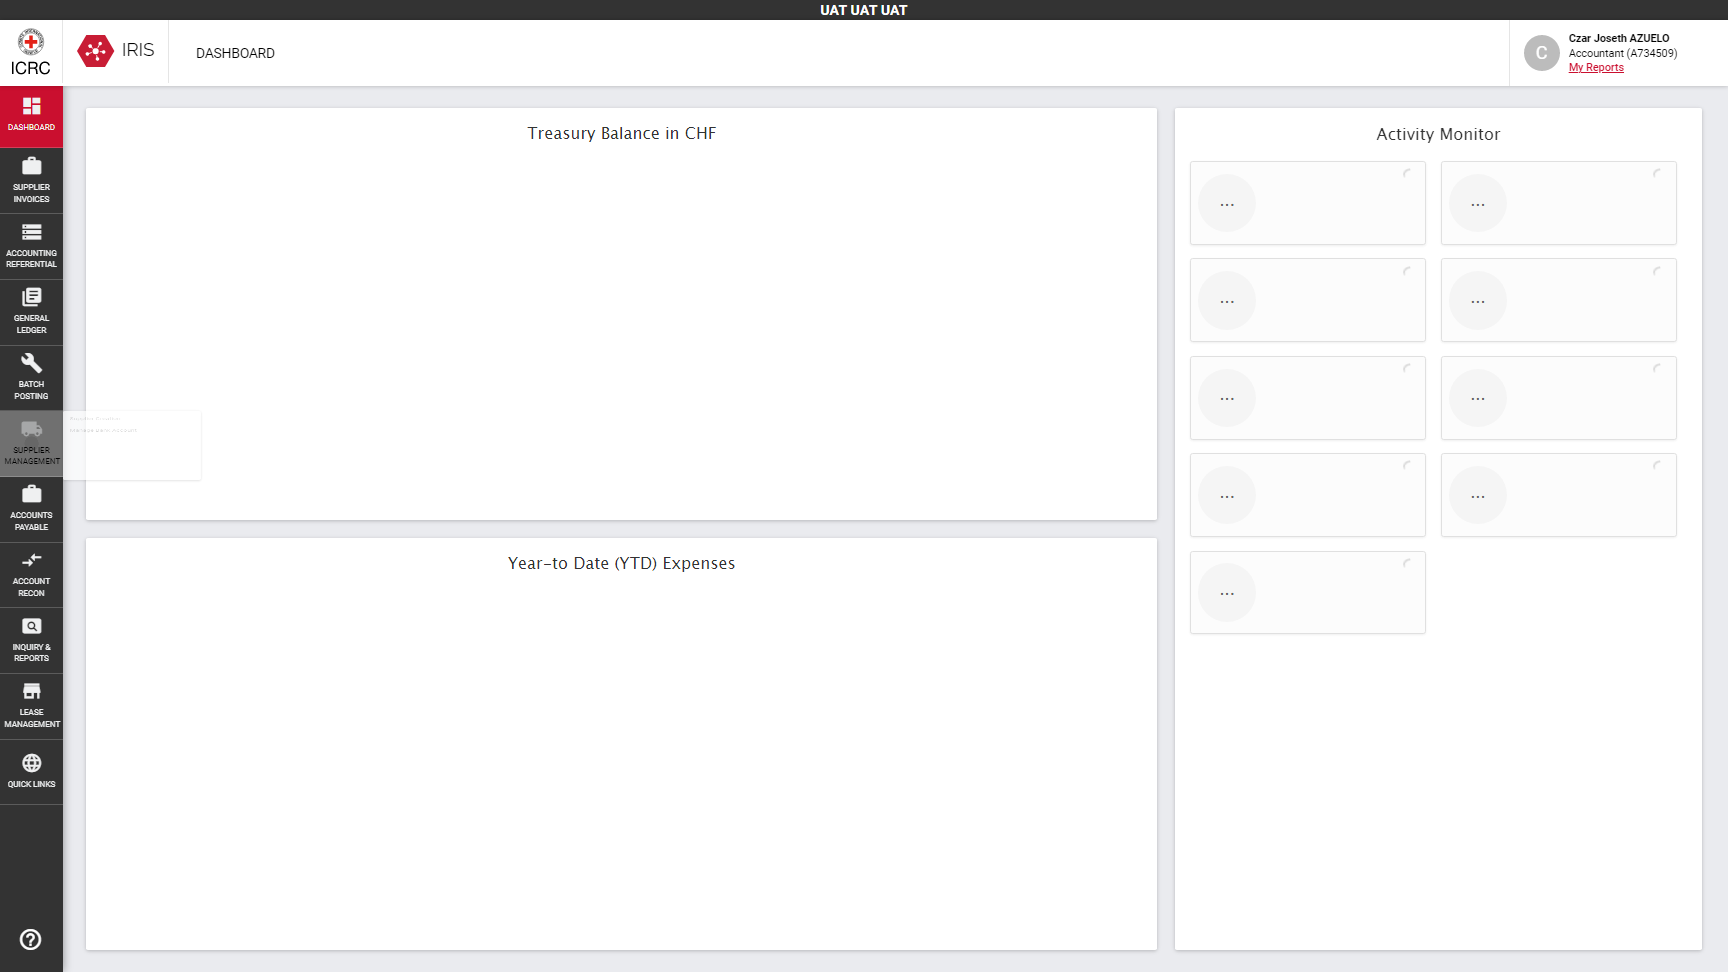 UAT UAT UAT
ICRC
IRIS
DASHBOARD
Czar Joseth AZUELO
Accountant (A734509)
My Reports
DASHBOARD
SUPPLIER
INVOICES
ACCOUNTING
REFERENTIAL
GENERAL
LEDGER
BATCH
POSTING
SUPPLIER
MANAGEMENT
ACCOUNTS
PAYABLE
ACCOUNT
RECON
INQUIRY &
REPORTS
LEASE
MANAGEMENT
QUICK LINKS
Treasury Balance in CHF
Year-to Date (YTD) Expenses
Activity Monitor
...
...
...
...
...
...
...
...
...